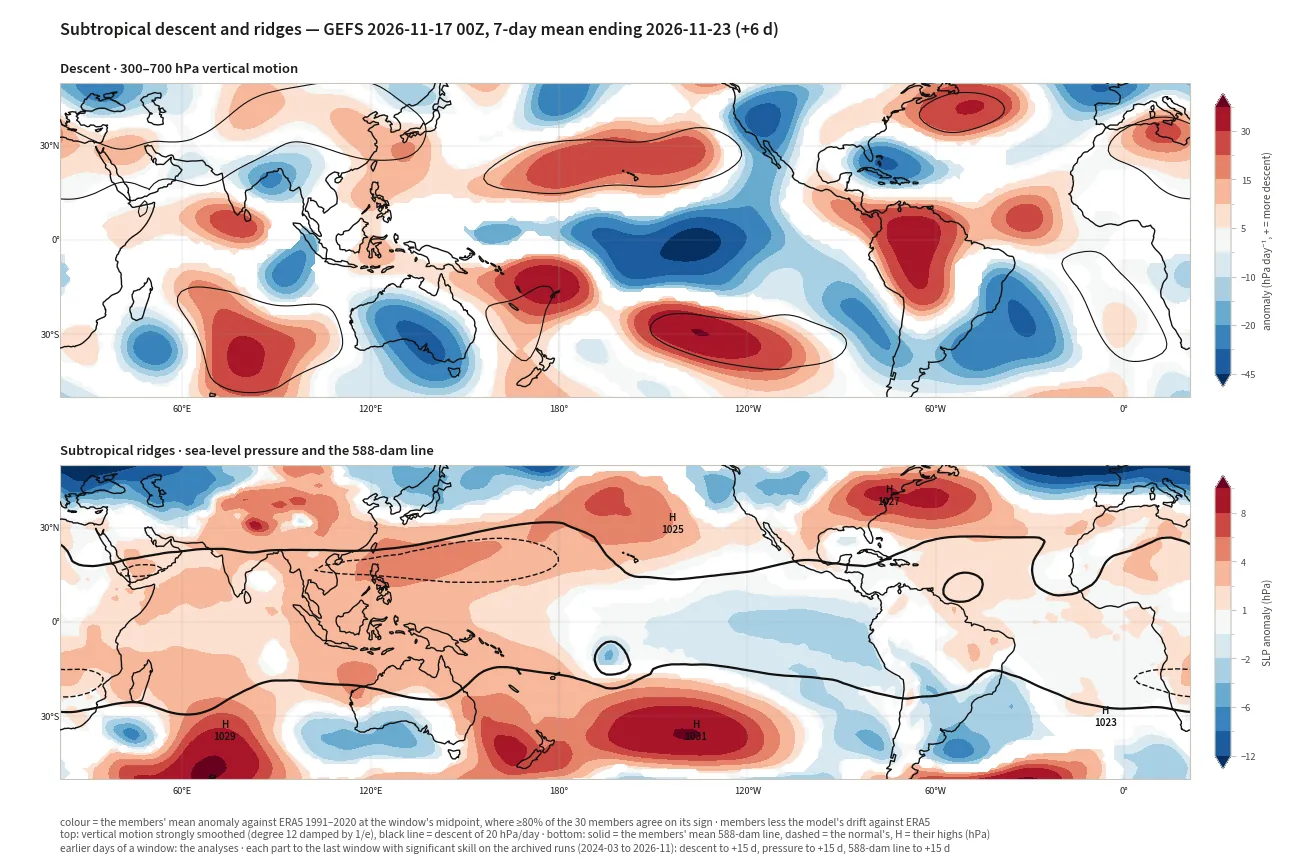 Subtropical descent and ridges — GEFS 2026-11-17 00Z, 7-day mean ending 2026-11-23 (+6 d)
Descent · 300–700 hPa vertical motion
30°N
0°
30°S
60°E
120°E
180°
120°W
60°W
0°
30
15
5
−10
−20
−45
anomaly (hPa day⁻¹, + = more descent)
Subtropical ridges · sea-level pressure and the 588-dam line
30°N
0°
30°S
H
1025
H
1027
H
1029
H
1031
H
1023
60°E
120°E
180°
120°W
60°W
0°
8
4
1
−2
−6
−12
SLP anomaly (hPa)
colour = the members' mean anomaly against ERA5 1991–2020 at the window's midpoint, where ≥80% of the 30 members agree on its sign · members less the model's drift against ERA5
top: vertical motion strongly smoothed (degree 12 damped by 1/e), black line = descent of 20 hPa/day · bottom: solid = the members' mean 588-dam line, dashed = the normal's, H = their highs (hPa)
earlier days of a window: the analyses · each part to the last window with significant skill on the archived runs (2024-03 to 2026-11): descent to +15 d, pressure to +15 d, 588-dam line to +15 d